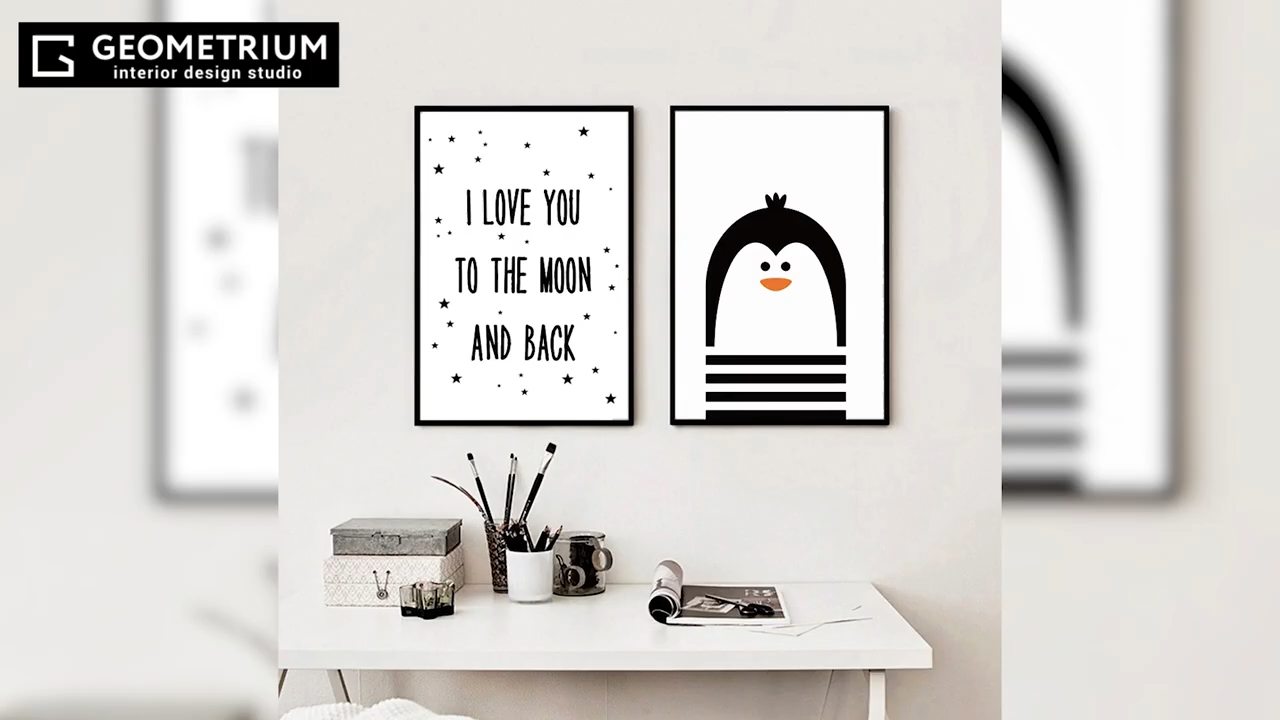 GEOMETRIUM
interior design studio
I LOVE YOU
TO THE MOON
AND BACK